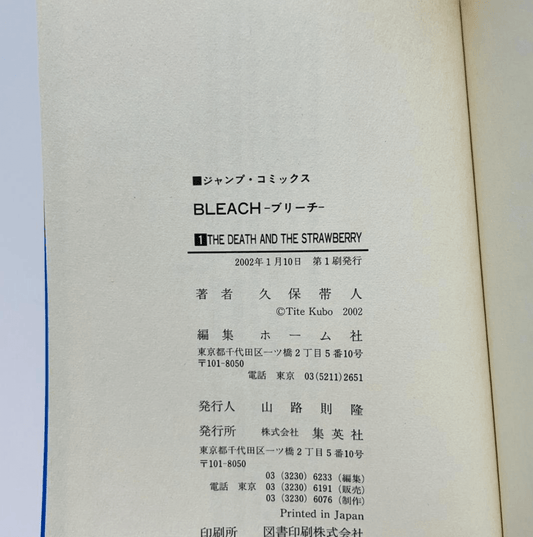 ■ジャンプ・コミックス
BLEACH-ブリーチ-
1 THE DEATH AND THE STRAWBERRY
2002年1月10日 第1刷発行
著者 久保帯人
©Tite Kubo 2002
編集 ホーム社
東京都千代田区一ツ橋2丁目5番10号
〒101-8050
電話 東京 03(5211)2651
発行人 山路則隆
発行所 株式会社 集英社
東京都千代田区一ツ橋2丁目5番10号
〒101-8050
03(3230)6233(編集)
電話 東京 03(3230)6191(販売)
03(3230)6076(制作)
Printed in Japan
印刷所 図書印刷株式会社